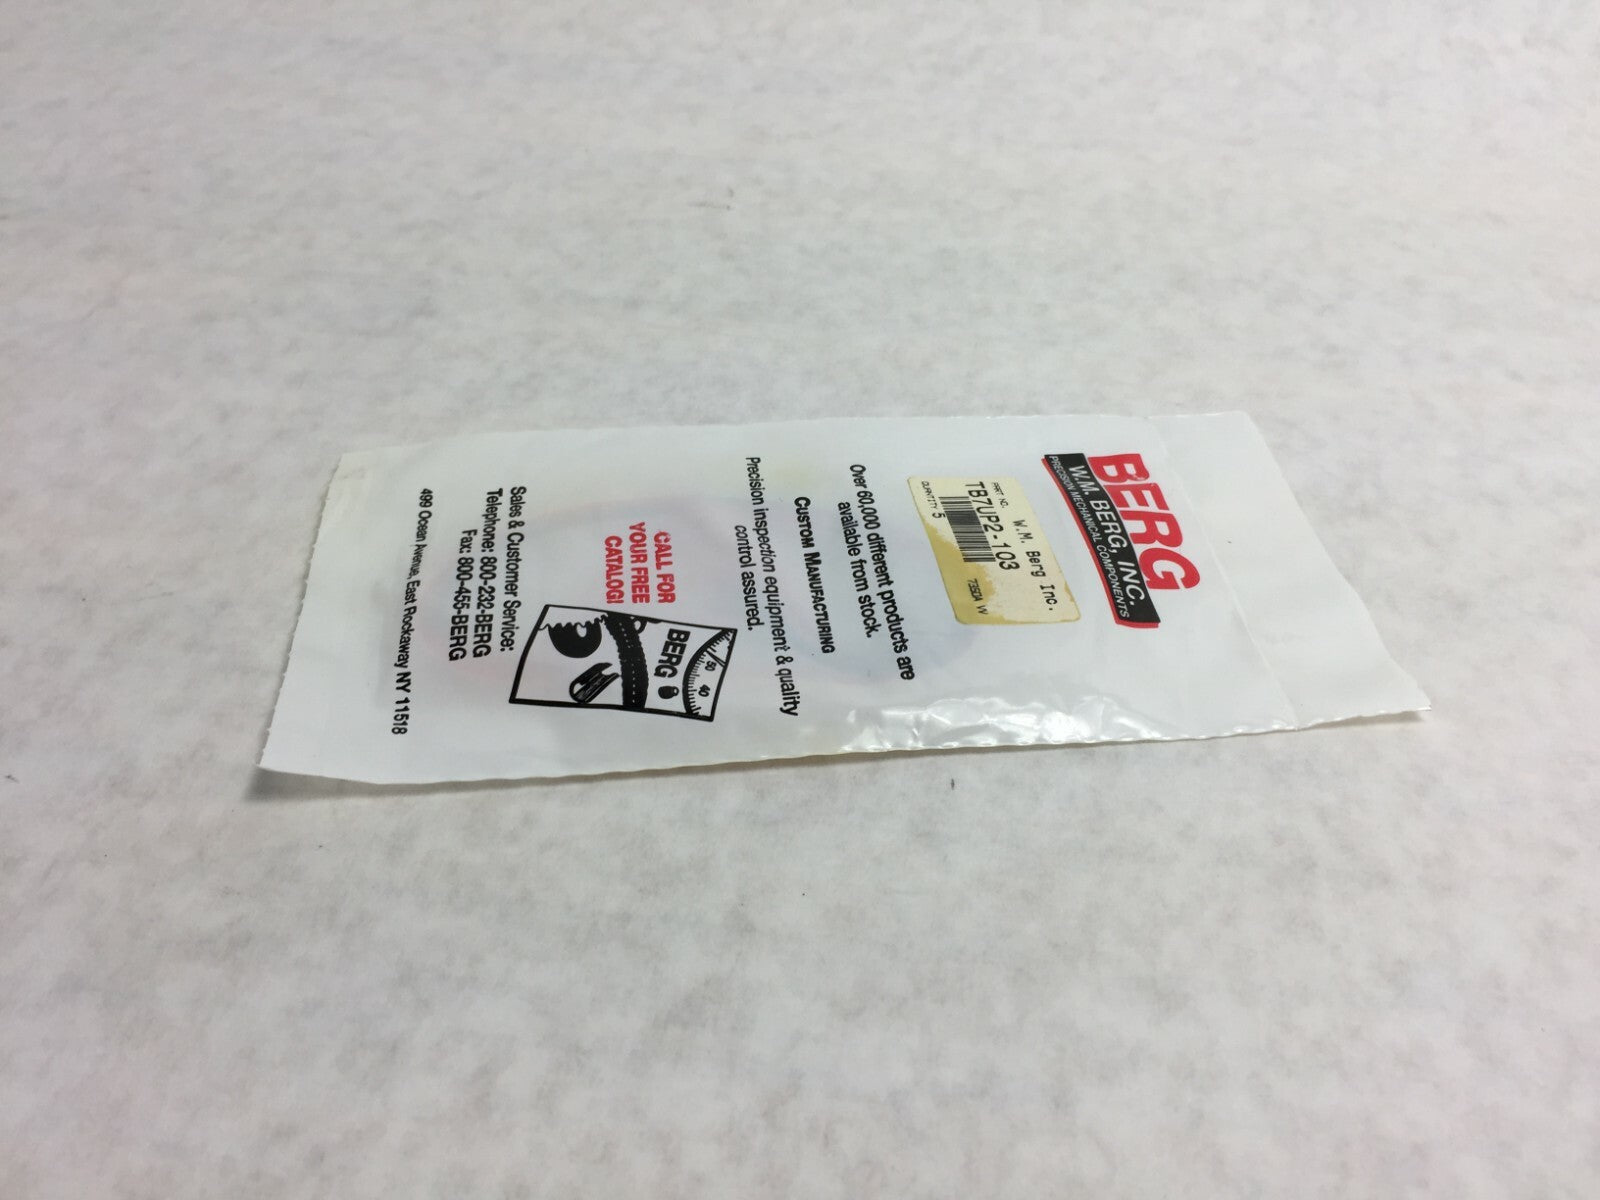 BERG
W.M. BERG, INC.
PRECISION MECHANICAL COMPONENTS
W.M. Berg Inc.
PART NO.
TB7UP2-103
QUANTITY 5
Over 60,000 different products are
available from stock.
CUSTOM MANUFACTURING
Precision inspection equipment & quality
control assured.
CALL FOR
YOUR FREE
CATALOG!
50 40
BERG
Sales & Customer Service:
Telephone: 800-232-BERG
Fax: 800-455-BERG
499 Ocean Avenue, East Rockaway NY 11518